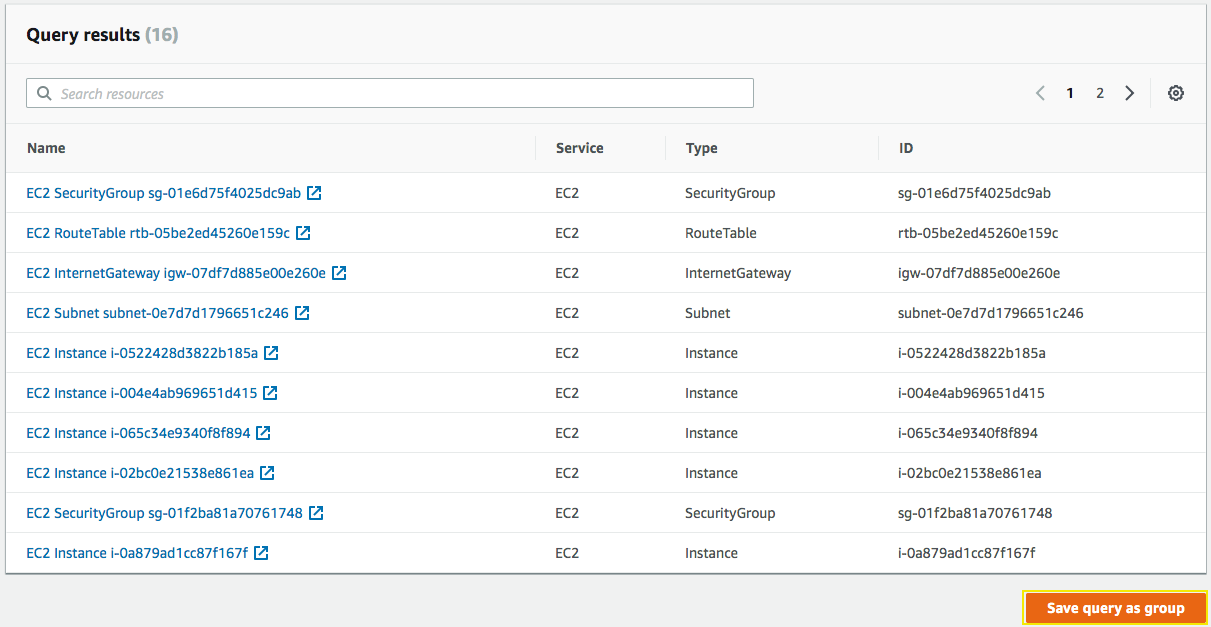 Query results (16)
Search resources
1 2
Name Service Type ID
EC2 SecurityGroup sg-01e6d75f4025dc9ab EC2 SecurityGroup sg-01e6d75f4025dc9ab
EC2 RouteTable rtb-05be2ed45260e159c EC2 RouteTable rtb-05be2ed45260e159c
EC2 InternetGateway igw-07df7d885e00e260e EC2 InternetGateway igw-07df7d885e00e260e
EC2 Subnet subnet-0e7d7d1796651c246 EC2 Subnet subnet-0e7d7d1796651c246
EC2 Instance i-0522428d3822b185a EC2 Instance i-0522428d3822b185a
EC2 Instance i-004e4ab969651d415 EC2 Instance i-004e4ab969651d415
EC2 Instance i-065c34e9340f8f894 EC2 Instance i-065c34e9340f8f894
EC2 Instance i-02bc0e21538e861ea EC2 Instance i-02bc0e21538e861ea
EC2 SecurityGroup sg-01f2ba81a70761748 EC2 SecurityGroup sg-01f2ba81a70761748
EC2 Instance i-0a879ad1cc87f167f EC2 Instance i-0a879ad1cc87f167f
Save query as group